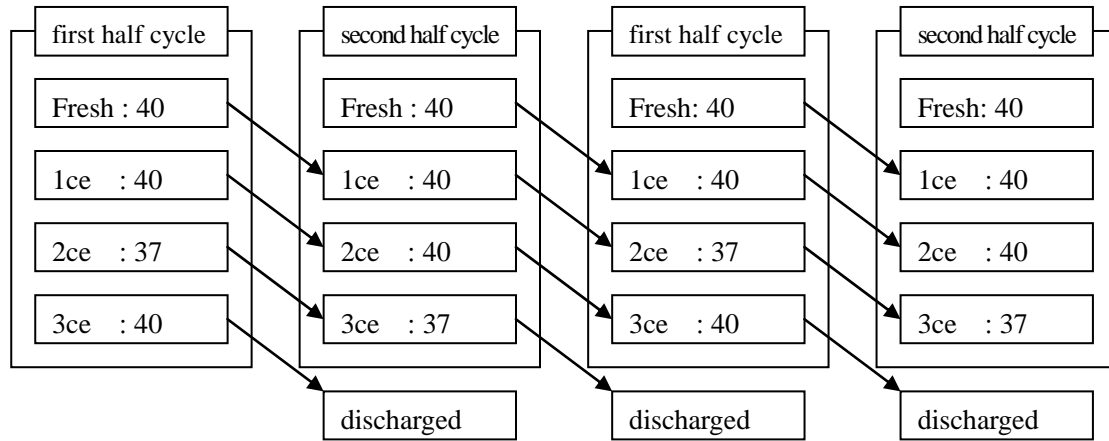 first half cycle
second half cycle
first half cycle
second half cycle
Fresh : 40
Fresh : 40
Fresh: 40
Fresh: 40
1ce : 40
1ce : 40
1ce : 40
1ce : 40
2ce : 37
2ce : 40
2ce : 37
2ce : 40
3ce : 40
3ce : 37
3ce : 40
3ce : 37
discharged
discharged
discharged